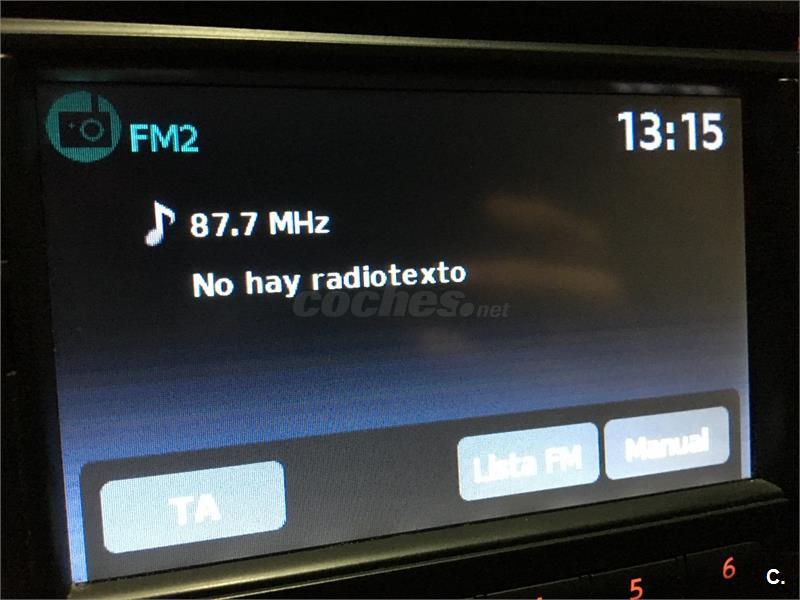 FM2
13:15
87.7 MHz
No hay radiotexto
coches.net
TA
Lista FM
Manual
5
6
C.